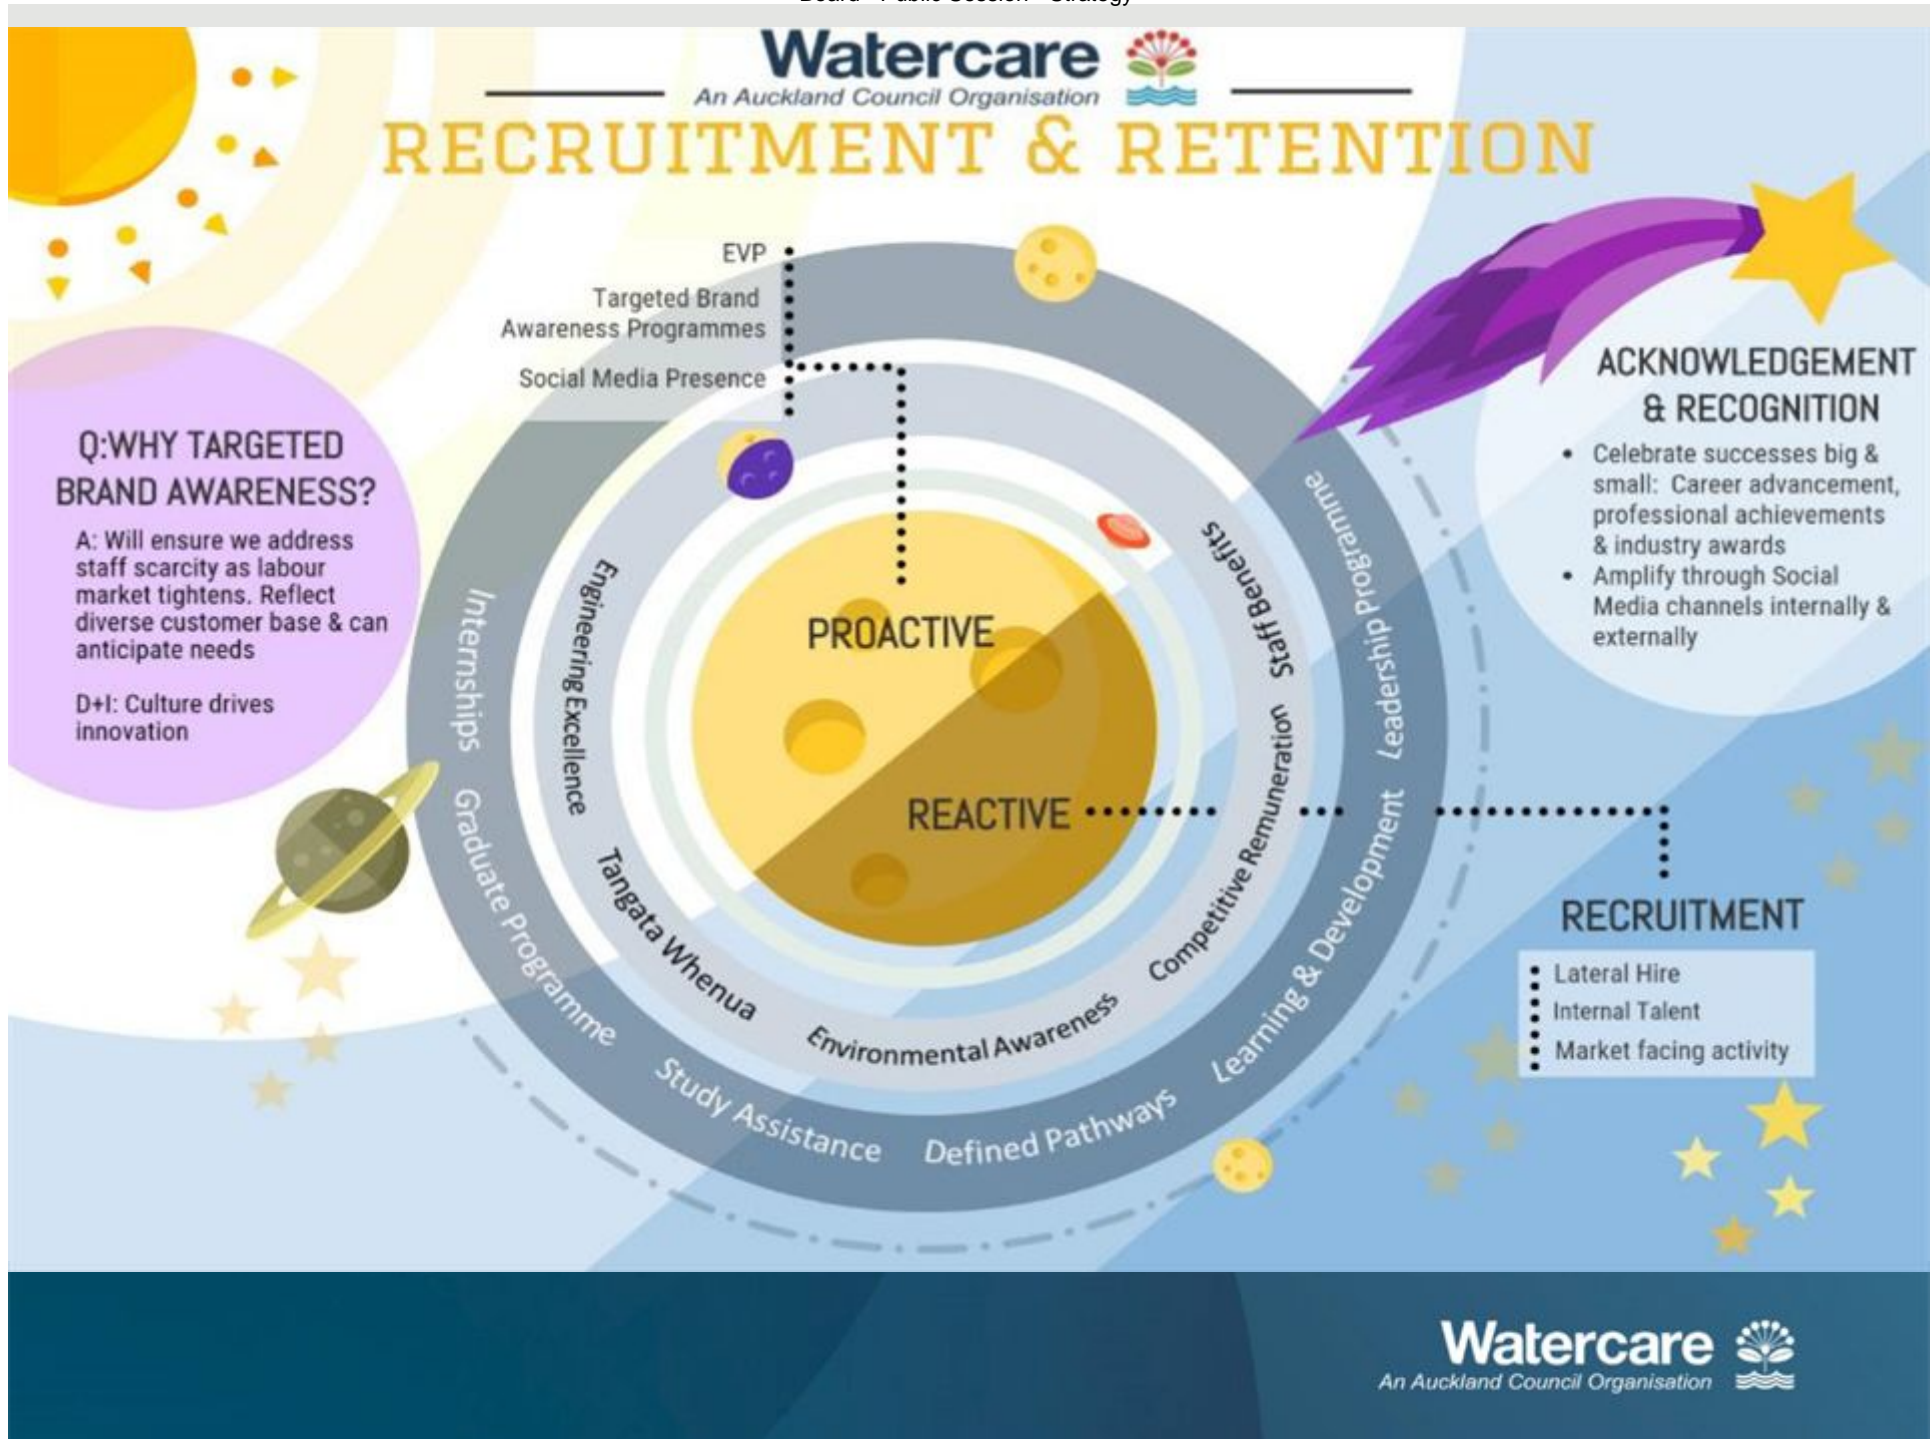 Board - Public Session - Strategy
Watercare
An Auckland Council Organisation
RECRUITMENT & RETENTION
EVP
Targeted Brand
Awareness Programmes
Social Media Presence
Q:WHY TARGETED
BRAND AWARENESS?
A: Will ensure we address
staff scarcity as labour
market tightens. Reflect
diverse customer base & can
anticipate needs
D+I: Culture drives
innovation
ACKNOWLEDGEMENT
& RECOGNITION
• Celebrate successes big &
small: Career advancement,
professional achievements
& industry awards
• Amplify through Social
Media channels internally &
externally
PROACTIVE
REACTIVE
Engineering Excellence
Tangata Whenua
Environmental Awareness
Competitive Remuneration
Staff Benefits
Internships
Graduate Programme
Study Assistance
Defined Pathways
Learning & Development
Leadership Programme
RECRUITMENT
Lateral Hire
Internal Talent
Market facing activity
Watercare
An Auckland Council Organisation